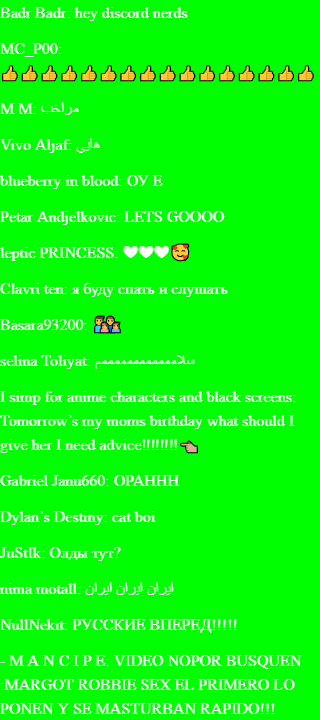 Badr Badr: hey discord nerds
MC_P00:
👍👍👍👍👍👍👍👍👍👍👍👍👍👍👍👍
M M: مراخب
Vivo Aljaf: هايي
blueberry in blood: ОУ Е
Petar Andjelkovic: LETS GOOOO
leptic PRINCESS: 🤍🤍🤍🥰
Clavri ten: я буду спать и слушать
Basara93200: 👨‍👩‍👧‍👦
selina Toliyat: سلاممممممممممممم
I simp for anime characters and black screens:
Tomorrow’s my moms birthday what should I
give her I need advice!!!!!!!!👈🏽
Gabriel Janu660: OPAHHH
Dylan’s Destiny: cat boi
JuStIk: Олды тут?
nima motall: ایران ایران ایران
NullNekit: РУССКИЕ ВПЕРЕД!!!!!
- M A N C I P E: VIDEO NOPOR BUSQUEN
:MARGOT ROBBIE SEX EL PRIMERO LO
PONEN Y SE MASTURBAN RAPIDO!!!